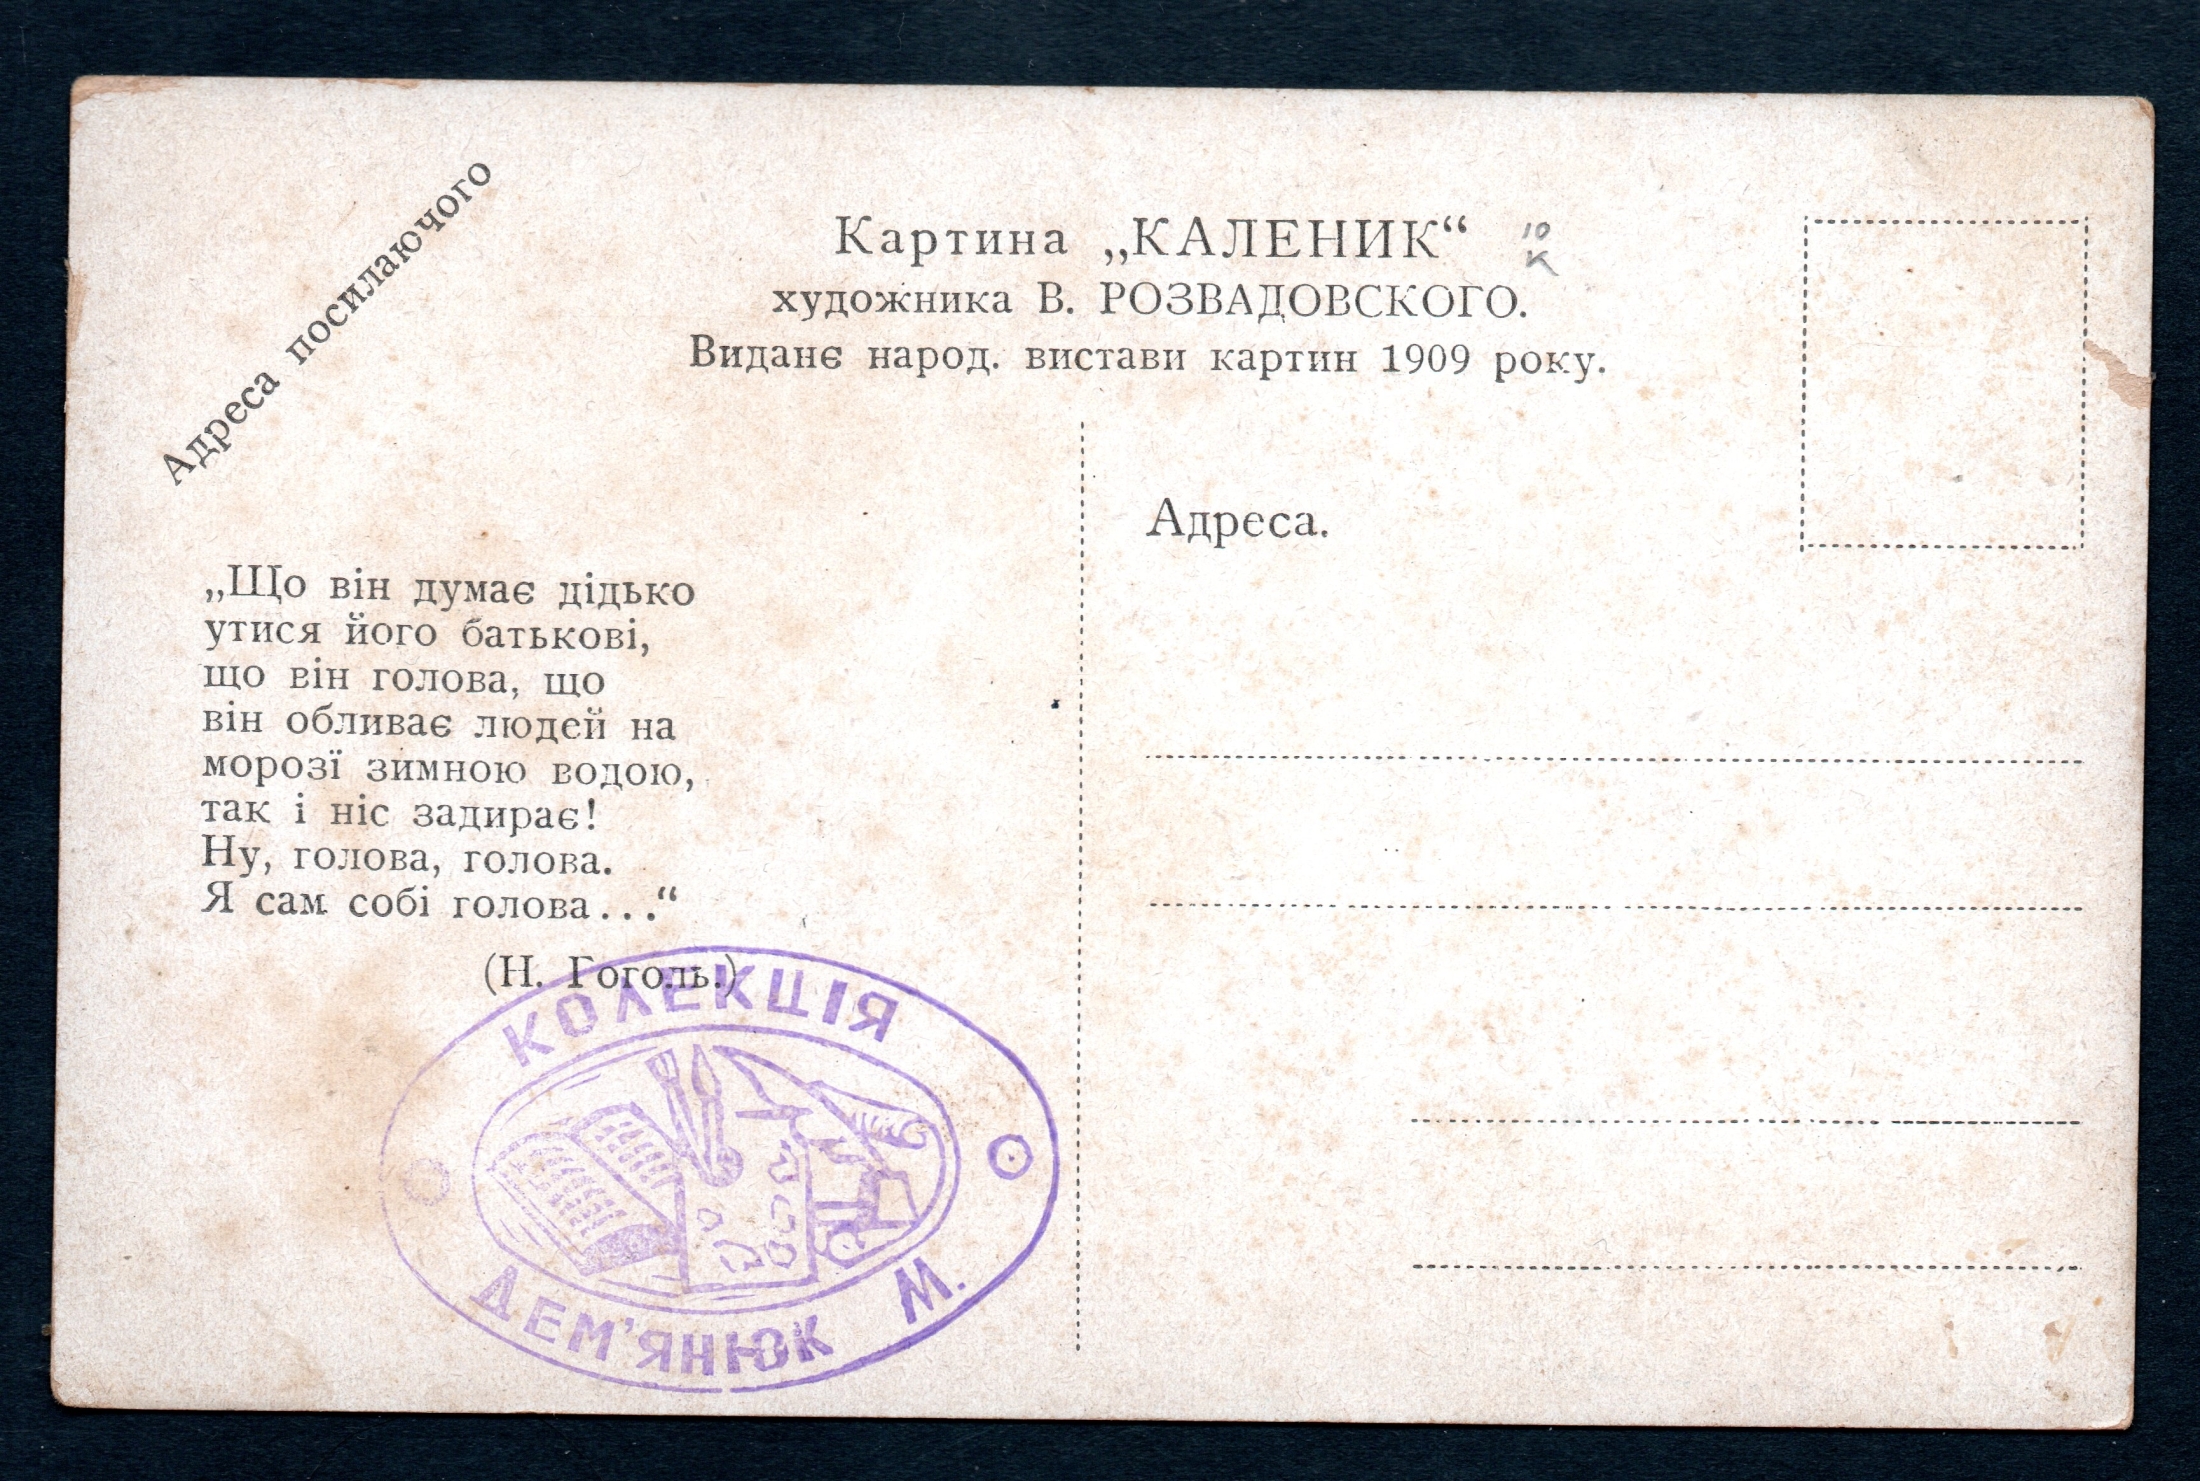 Адреса посилаючого
Картина „КАЛЕНИК“
10
К
художника В. РОЗВАДОВСКОГО.
Виданє народ. вистави картин 1909 року.
Адреса.
„Що він думає дідько
утися його батькові,
що він голова, що
він обливає людей на
морозї зимною водою,
так і ніс задирає!
Ну, голова, голова.
Я сам собі голова...“
(Н. Гоголь.)
КОЛЕКЦІЯ
ДЕМ'ЯНЮК М.